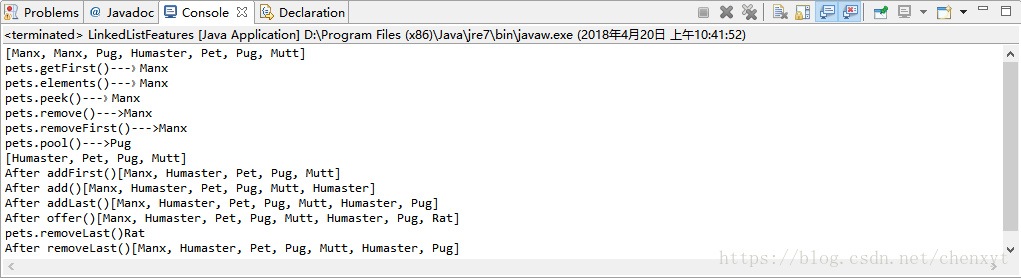 Problems @ Javadoc Console Declaration
<terminated> LinkedListFeatures [Java Application] D:\Program Files (x86)\Java\jre7\bin\javaw.exe (2018年4月20日 上午10:41:52)
[Manx, Manx, Pug, Humaster, Pet, Pug, Mutt]
pets.getFirst()---》Manx
pets.elements()---》Manx
pets.peek()---》Manx
pets.remove()--->Manx
pets.removeFirst()--->Manx
pets.pool()--->Pug
[Humaster, Pet, Pug, Mutt]
After addFirst()[Manx, Humaster, Pet, Pug, Mutt]
After add()[Manx, Humaster, Pet, Pug, Mutt, Humaster]
After addLast()[Manx, Humaster, Pet, Pug, Mutt, Humaster, Pug]
After offer()[Manx, Humaster, Pet, Pug, Mutt, Humaster, Pug, Rat]
pets.removeLast()Rat
After removeLast()[Manx, Humaster, Pet, Pug, Mutt, Humaster, Pug]
https://blog.csdn.net/chenxyt